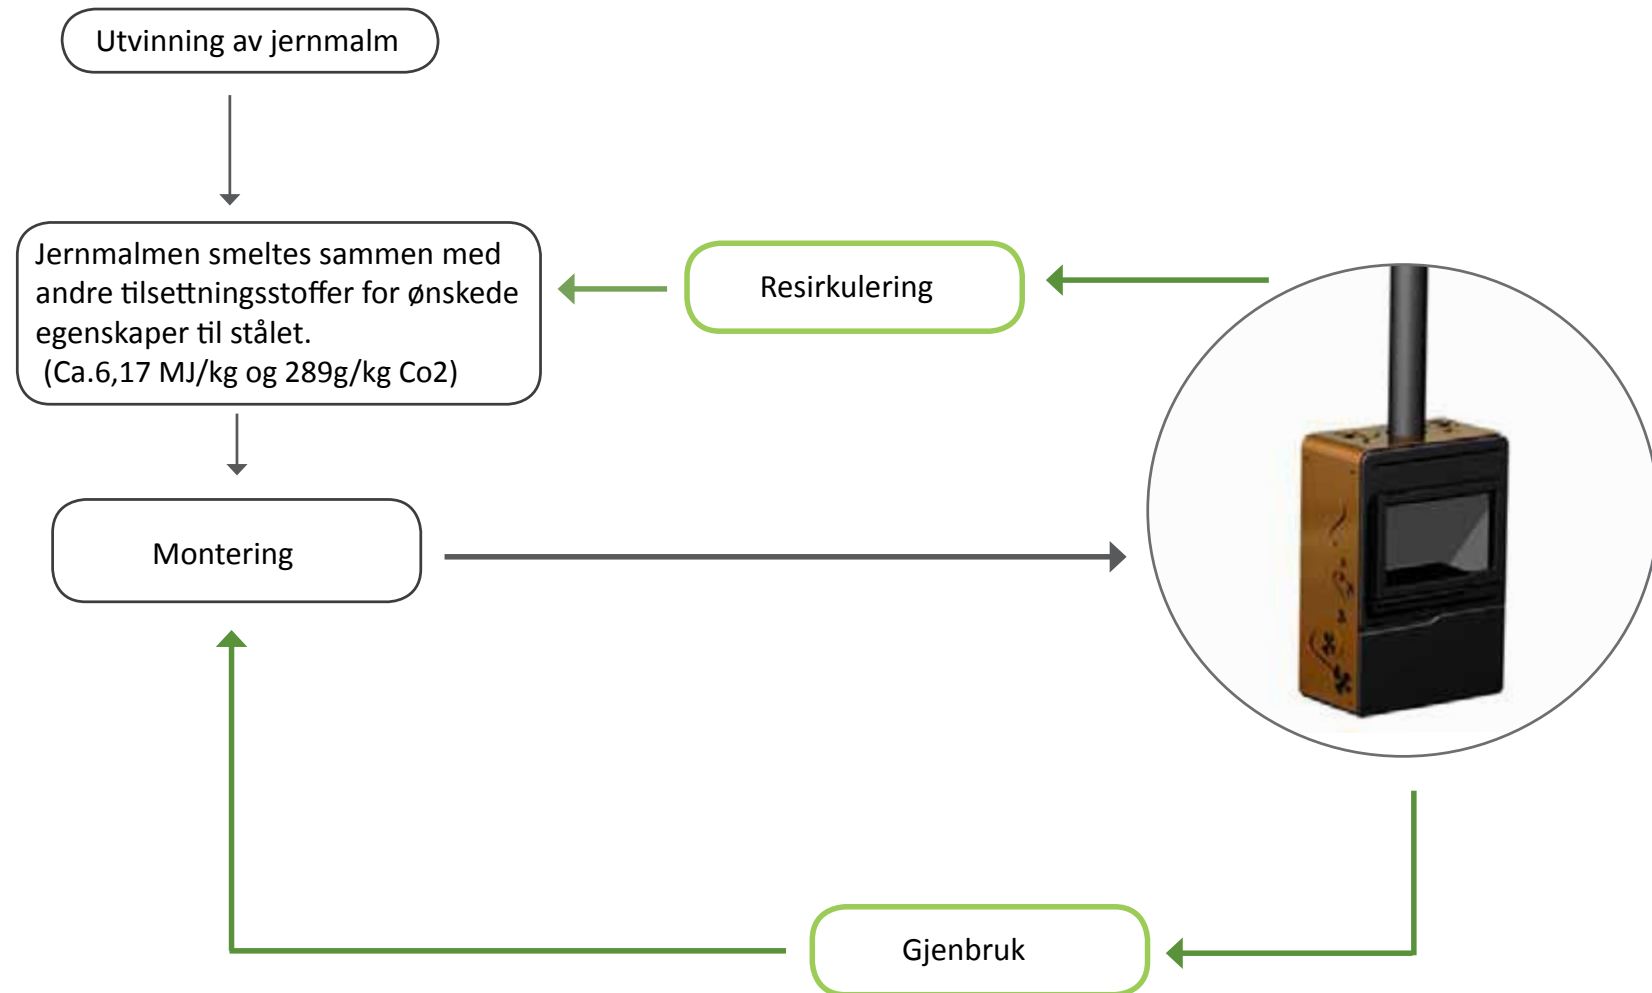 Utvinning av jernmalm
Jernmalmen smeltes sammen med
andre tilsettningsstoffer for ønskede
egenskaper til stålet.
(Ca.6,17 MJ/kg og 289g/kg Co2)
Resirkulering
Montering
Gjenbruk